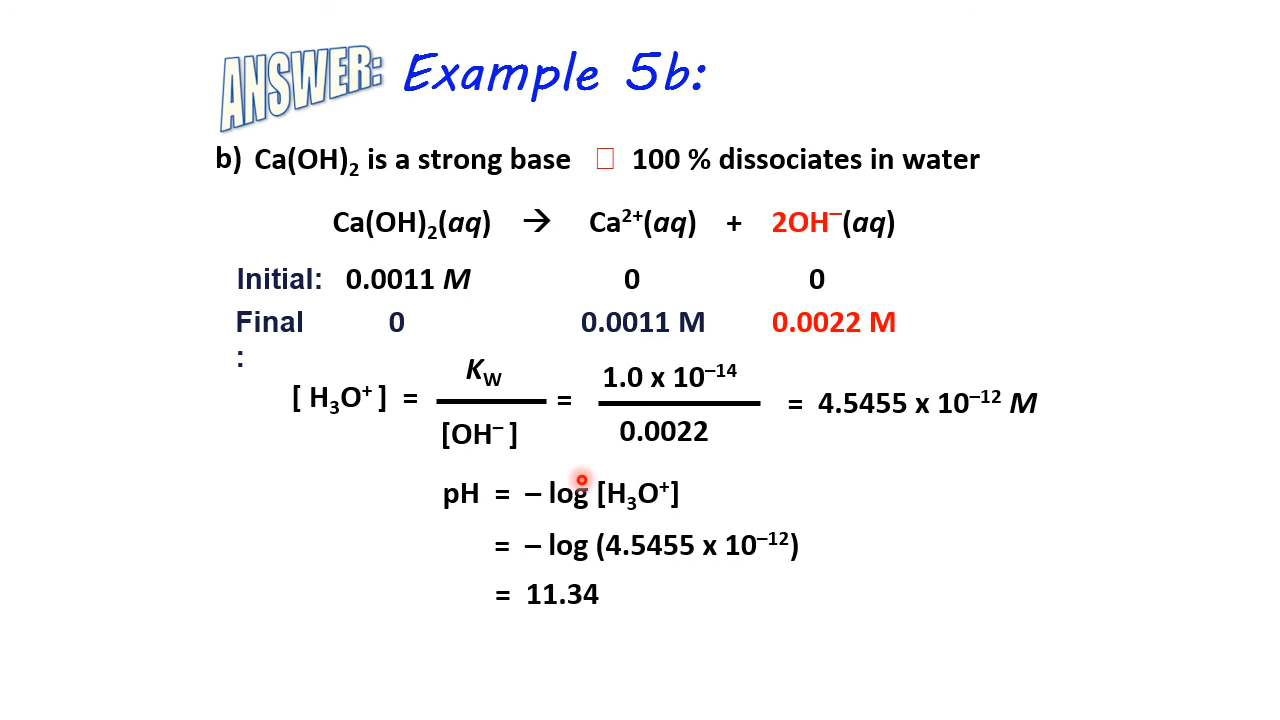 ANSWER: Example 5b:
b) Ca(OH)₂ is a strong base □ 100 % dissociates in water
Ca(OH)₂(aq) → Ca²⁺(aq) + 2OH⁻(aq)
Initial: 0.0011 M 0 0
Final 0 0.0011 M 0.0022 M
:
[ H₃O⁺ ] = K_W / [OH⁻ ] = 1.0 x 10⁻¹⁴ / 0.0022 = 4.5455 x 10⁻¹² M
pH = – log [H₃O⁺]
= – log (4.5455 x 10⁻¹²)
= 11.34